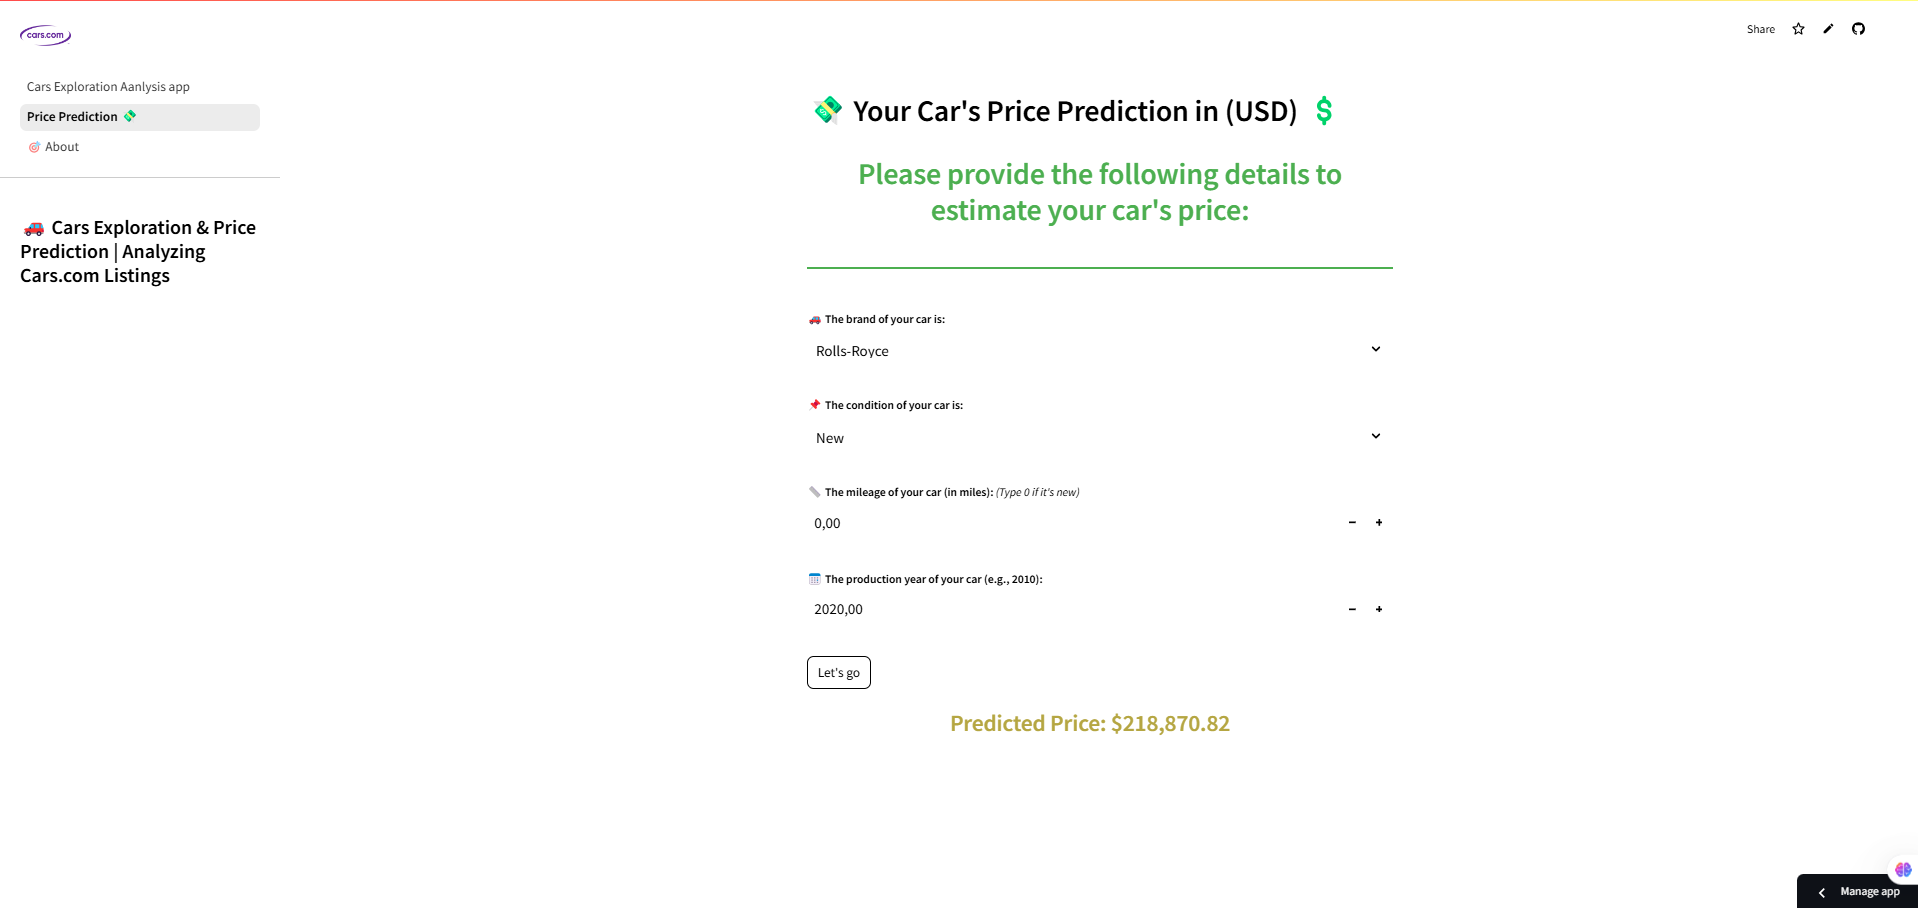 cars.com
Share
Cars Exploration Aanlysis app
Price Prediction 💸
🎯 About
🚗 Cars Exploration & Price
Prediction | Analyzing
Cars.com Listings
💸 Your Car's Price Prediction in (USD) $
Please provide the following details to
estimate your car's price:
🚗 The brand of your car is:
Rolls-Royce
📌 The condition of your car is:
New
📏 The mileage of your car (in miles): (Type 0 if it's new)
0,00
📅 The production year of your car (e.g., 2010):
2020,00
Let's go
Predicted Price: $218,870.82
Manage app